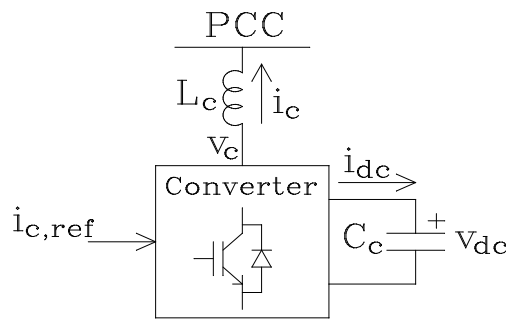 PCC
Lc
ic
vc
idc
Converter
ic,ref
Cc
+
vdc